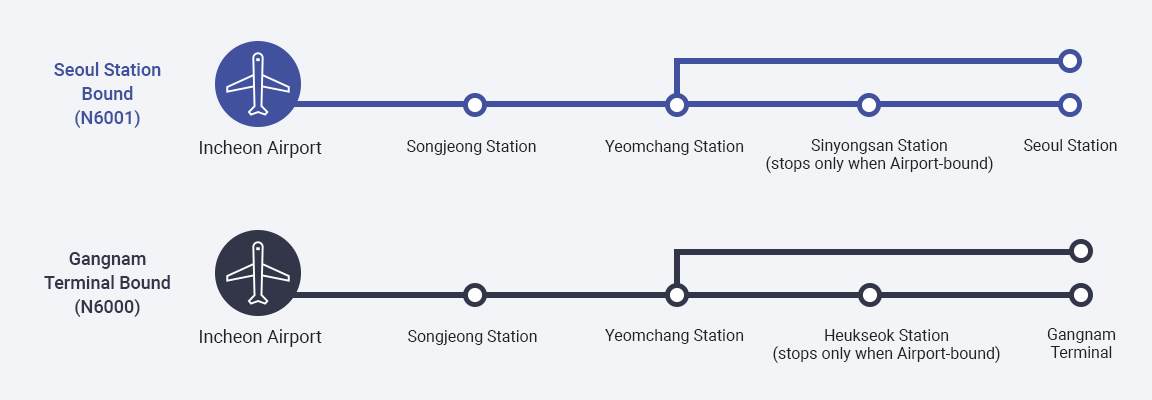 Seoul Station
Bound
(N6001)
Incheon Airport
Songjeong Station
Yeomchang Station
Sinyongsan Station
(stops only when Airport-bound)
Seoul Station
Gangnam
Terminal Bound
(N6000)
Incheon Airport
Songjeong Station
Yeomchang Station
Heukseok Station
(stops only when Airport-bound)
Gangnam
Terminal